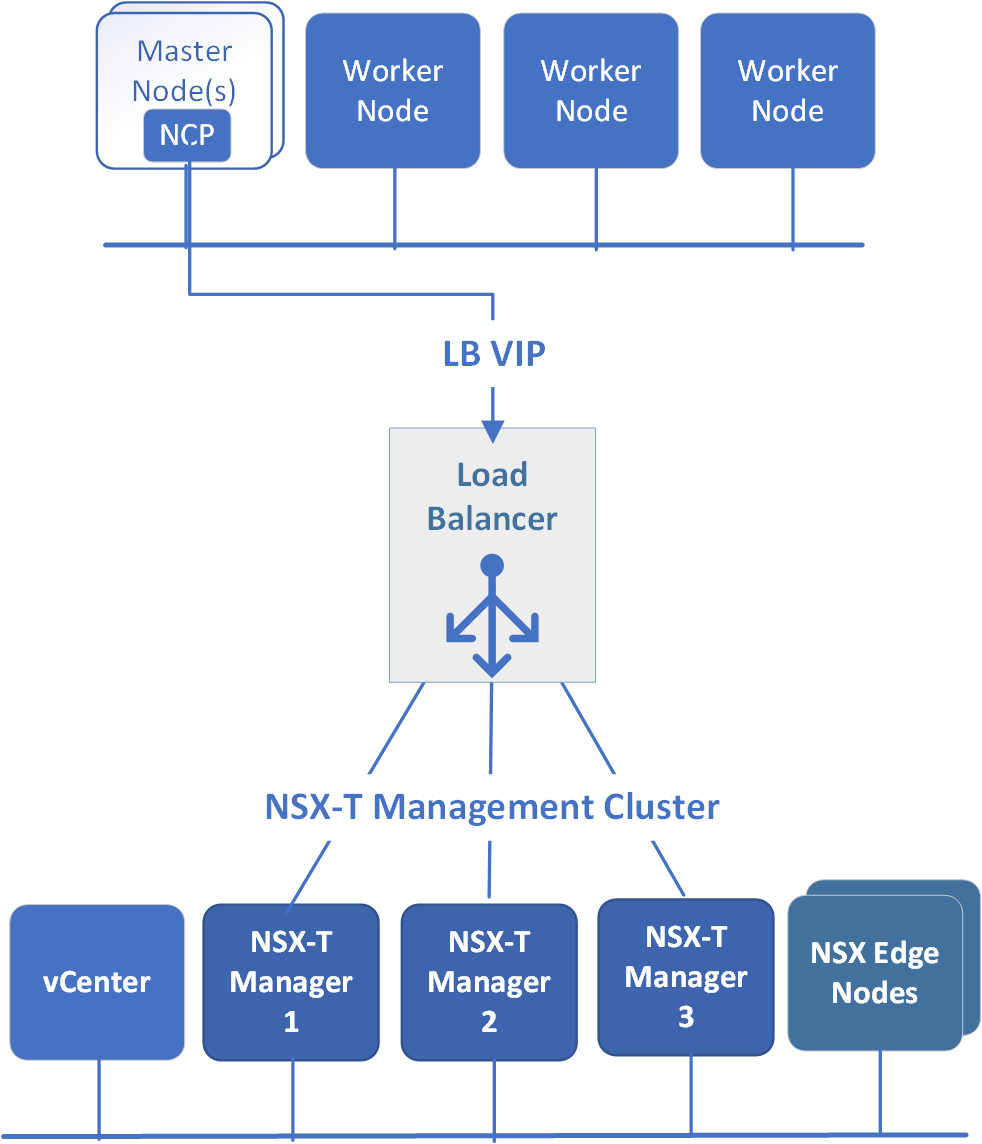 Master
Node(s)
NCP
Worker
Node
Worker
Node
Worker
Node
LB VIP
Load
Balancer
NSX-T Management Cluster
vCenter
NSX-T
Manager
1
NSX-T
Manager
2
NSX-T
Manager
3
NSX Edge
Nodes